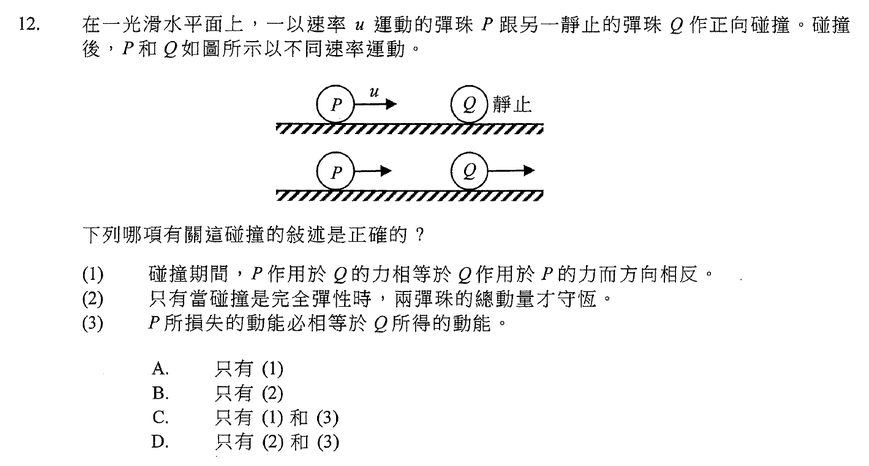 12. 在一光滑水平面上，一以速率 u 運動的彈珠 P 跟另一靜止的彈珠 Q 作正向碰撞。碰撞
後，P 和 Q 如圖所示以不同速率運動。
P u Q 靜止
P Q
下列哪項有關這碰撞的敍述是正確的？
(1) 碰撞期間，P 作用於 Q 的力相等於 Q 作用於 P 的力而方向相反。
(2) 只有當碰撞是完全彈性時，兩彈珠的總動量才守恆。
(3) P 所損失的動能必相等於 Q 所得的動能。
A. 只有 (1)
B. 只有 (2)
C. 只有 (1) 和 (3)
D. 只有 (2) 和 (3)